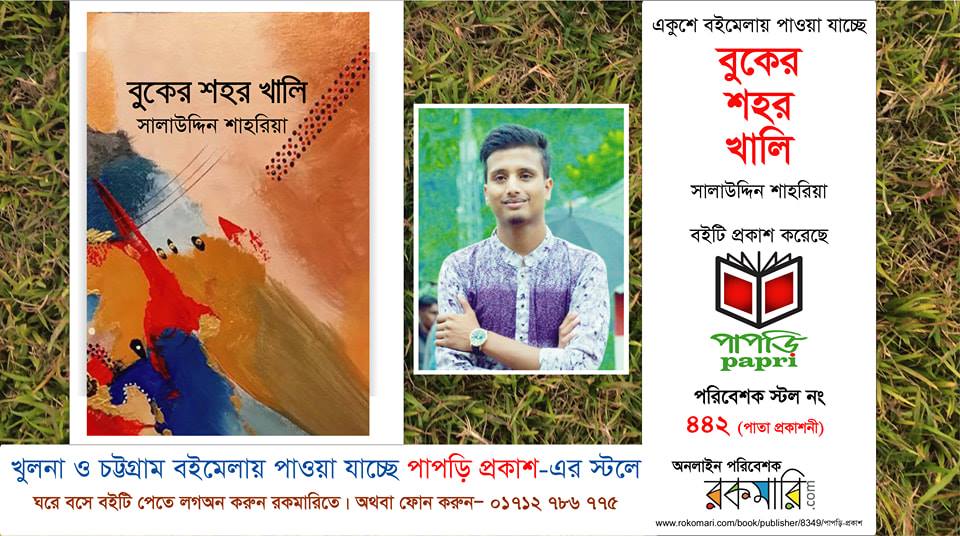 বুকের শহর খালি
সালাউদ্দিন শাহরিয়া
একুশে বইমেলায় পাওয়া যাচ্ছে
বুকের
শহর
খালি
সালাউদ্দিন শাহরিয়া
বইটি প্রকাশ করেছে
পাপড়ি
papri
পরিবেশক স্টল নং
৪৪২ (পাতা প্রকাশনী)
অনলাইন পরিবেশক
রকমারি.com
www.rokomari.com/book/publisher/8349/পাপড়ি-প্রকাশ
খুলনা ও চট্টগ্রাম বইমেলায় পাওয়া যাচ্ছে পাপড়ি প্রকাশ-এর স্টলে
ঘরে বসে বইটি পেতে লগঅন করুন রকমারিতে। অথবা ফোন করুন– ০১৭১২ ৭৮৬ ৭৭৫